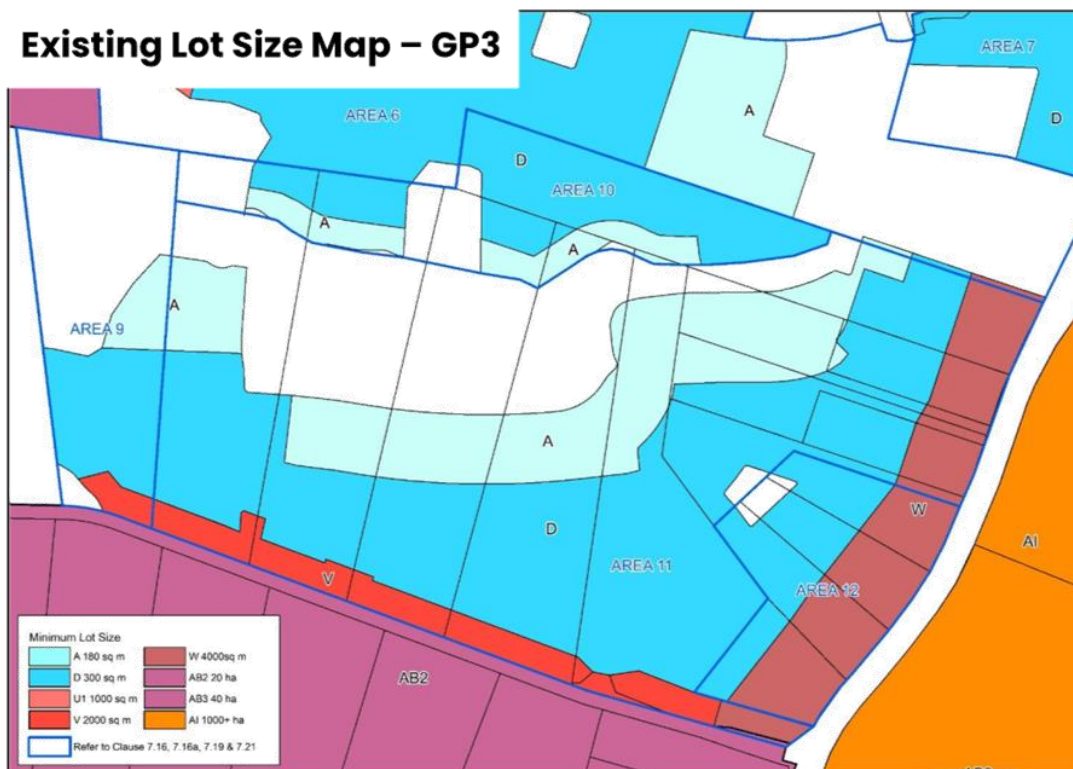 Existing Lot Size Map – GP3
AREA 7
AREA 6
A
D
D
AREA 10
A
A
A
AREA 9
A
W
AI
D
AREA 11
V
AREA 12
AB2
Minimum Lot Size
A 180 sq m
W 4000sq m
D 300 sq m
AB2 20 ha
U1 1000 sq m
AB3 40 ha
V 2000 sq m
AI 1000+ ha
Refer to Clause 7.16, 7.16a, 7.19 & 7.21